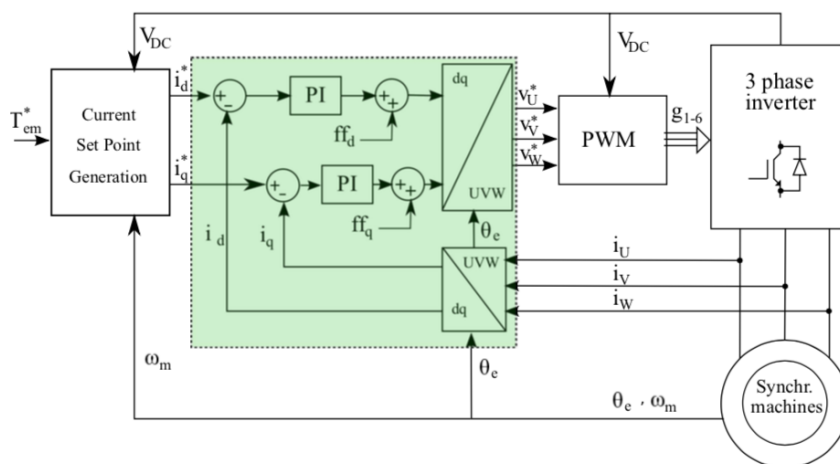 V_DC
V_DC
T*_em
Current
Set Point
Generation
i*_d
i*_q
+
-
PI
+
+
ff_d
+
-
PI
+
+
ff_q
dq
UVW
v*_U
v*_V
v*_W
PWM
g_1-6
3 phase
inverter
i_d
i_q
θ_e
UVW
dq
i_U
i_V
i_W
ω_m
θ_e
θ_e , ω_m
Synchr.
machines